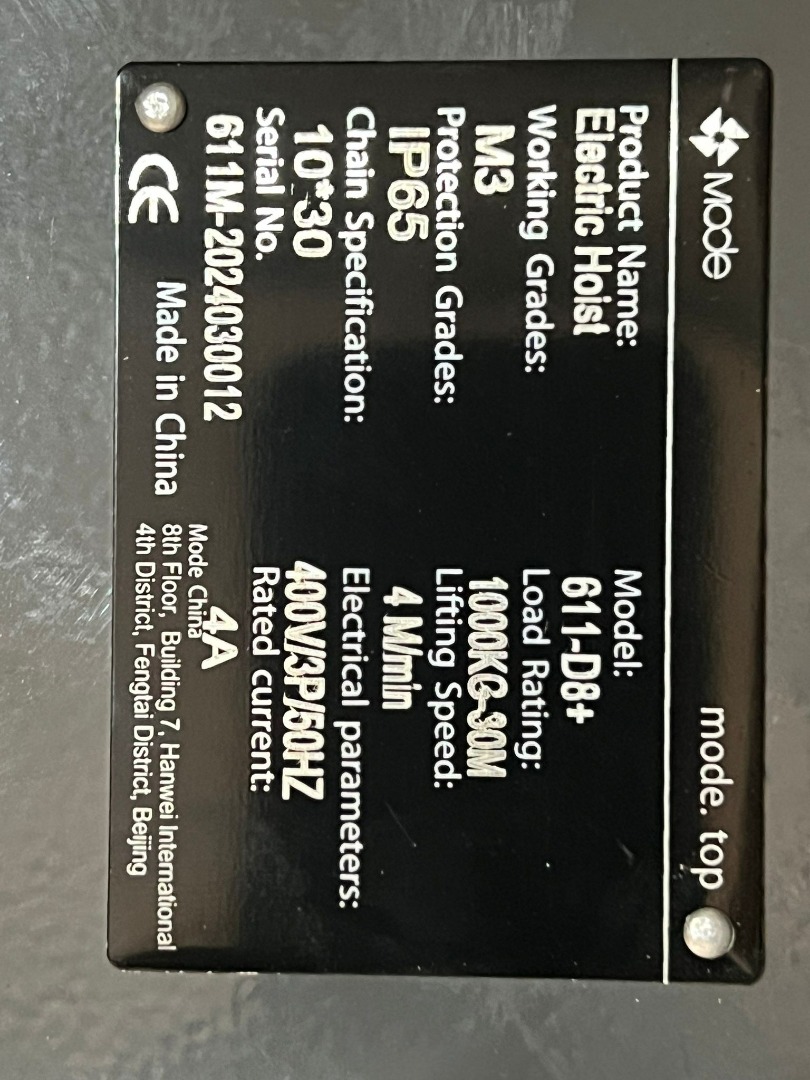 Mode
mode. top
Product Name:
Electric Hoist
Model:
611-D8+
Working Grades:
M3
Load Rating:
1000KG-30M
Protection Grades:
IP65
Lifting Speed:
4 M/min
Chain Specification:
10*30
Electrical parameters:
400V/3P/50HZ
Serial No.
611M-2024030012
Rated current:
4A
CE
Made in China
Mode China
8th Floor, Building 7, Hanwei International
4th District, Fengtai District, Beijing